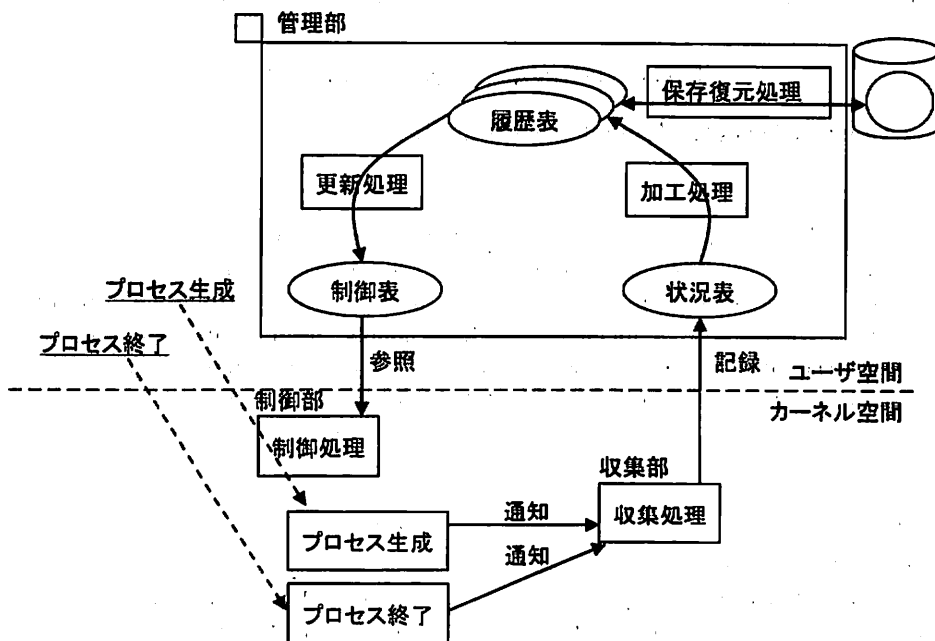 管理部
保存復元処理
履歴表
更新処理
加工処理
制御表
状況表
プロセス生成
プロセス終了
参照
記録
ユーザ空間
カーネル空間
制御部
制御処理
収集部
収集処理
通知
プロセス生成
通知
プロセス終了